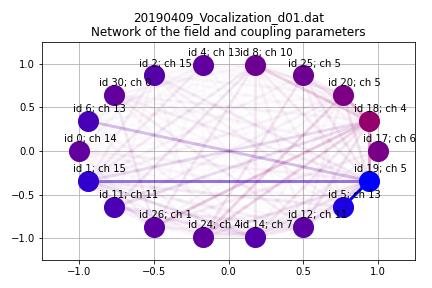 20190409_Vocalization_d01.dat
Network of the field and coupling parameters
id 4; ch 13
id 8; ch 10
id 2; ch 15
id 25; ch 5
id 30; ch
id 20; ch 5
id 6; ch 13
id 18; ch 4
id 0; ch 14
id 17; ch 6
id 1; ch 15
id 19; ch 5
id 11; ch 11
id 5; ch 13
id 26; ch 1
id 12; ch
id 24; ch 4
id 14; ch 7
1.0
0.5
0.0
−0.5
−1.0
−1.0 −0.5 0.0 0.5 1.0